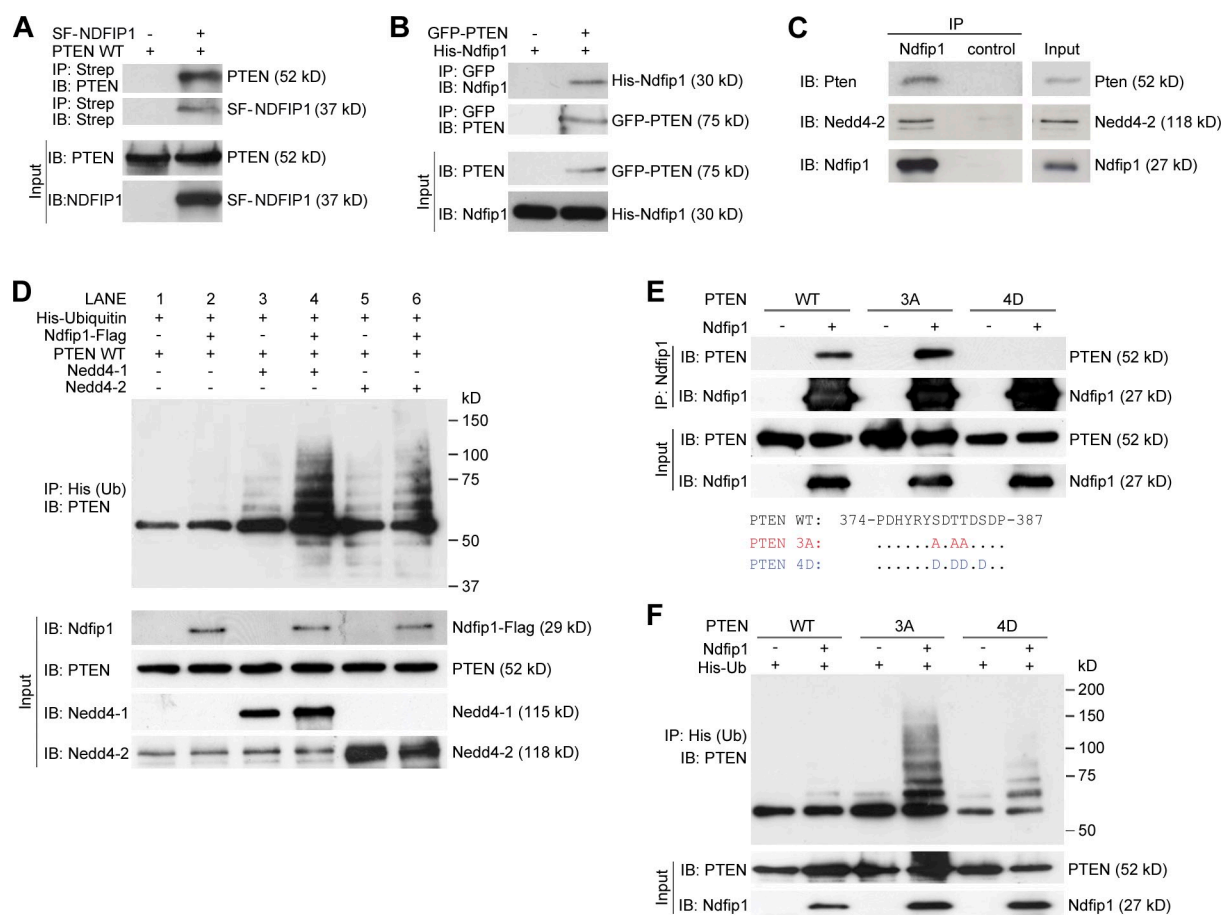 A
SF-NDFIP1 - +
PTEN WT + +
IP: Strep
IB: PTEN
PTEN (52 kD)
IP: Strep
IB: Strep
SF-NDFIP1 (37 kD)
Input
IB: PTEN
PTEN (52 kD)
IB:NDFIP1
SF-NDFIP1 (37 kD)
B
GFP-PTEN - +
His-Ndfip1 + +
IP: GFP
IB: Ndfip1
His-Ndfip1 (30 kD)
IP: GFP
IB: PTEN
GFP-PTEN (75 kD)
Input
IB: PTEN
GFP-PTEN (75 kD)
IB: Ndfip1
His-Ndfip1 (30 kD)
C
IP
Ndfip1 control Input
IB: Pten
Pten (52 kD)
IB: Nedd4-2
Nedd4-2 (118 kD)
IB: Ndfip1
Ndfip1 (27 kD)
D
LANE 1 2 3 4 5 6
His-Ubiquitin + + + + + +
Ndfip1-Flag - + - + - +
PTEN WT + + + + + +
Nedd4-1 - - + + - -
Nedd4-2 - - - - + +
kD
150
100
75
IP: His (Ub)
IB: PTEN
50
37
Input
IB: Ndfip1
Ndfip1-Flag (29 kD)
IB: PTEN
PTEN (52 kD)
IB: Nedd4-1
Nedd4-1 (115 kD)
IB: Nedd4-2
Nedd4-2 (118 kD)
E
PTEN WT 3A 4D
Ndfip1 - + - + - +
IP: Ndfip1
IB: PTEN
PTEN (52 kD)
IB: Ndfip1
Ndfip1 (27 kD)
Input
IB: PTEN
PTEN (52 kD)
IB: Ndfip1
Ndfip1 (27 kD)
PTEN WT: 374-PDHYRYSDTTDSDP-387
PTEN 3A: ......A.AA....
PTEN 4D: ......D.DD.D..
F
PTEN WT 3A 4D
Ndfip1 - + - + - +
His-Ub + + + + + +
kD
200
150
IP: His (Ub)
IB: PTEN
100
75
50
Input
IB: PTEN
PTEN (52 kD)
IB: Ndfip1
Ndfip1 (27 kD)